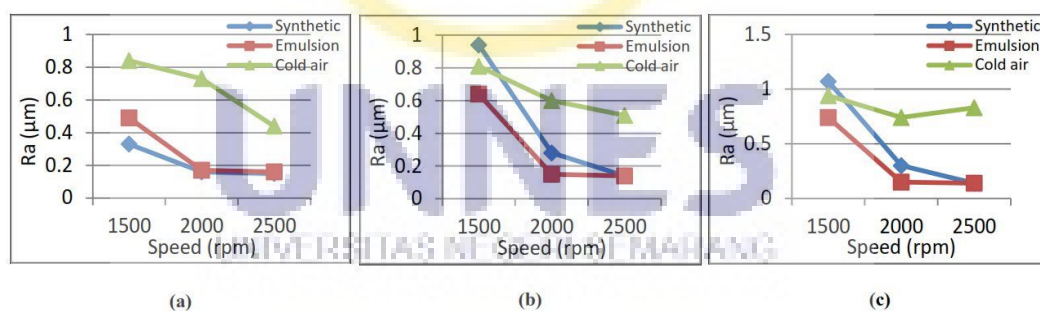 (a)
Synthetic
Emulsion
Cold air
1
0.8
0.6
0.4
0.2
0
Ra (µm)
1500 2000 2500
Speed (rpm)
(b)
Synthetic
Emulsion
Cold air
1
0.8
0.6
0.4
0.2
0
Ra (µm)
1500 2000 2500
Speed (rpm)
(c)
Synthetic
Emulsion
Cold air
1.5
1
0.5
0
Ra (µm)
1500 2000 2500
Speed (rpm)
UNNES
UNIVERSITAS NEGERI SEMARANG
(a) (b) (c)